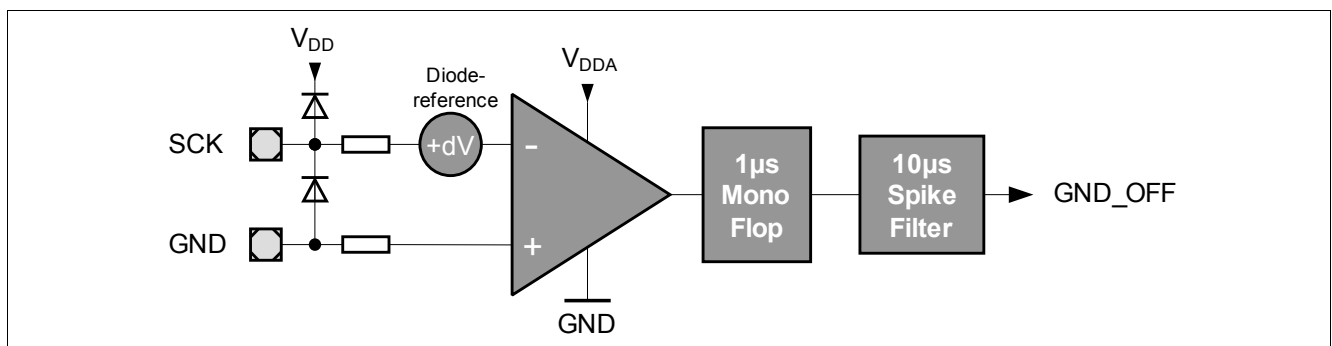 VDD
Diode-
reference
VDDA
SCK
+dV
-
1µs
Mono
Flop
10µs
Spike
Filter
GND_OFF
GND
+
GND